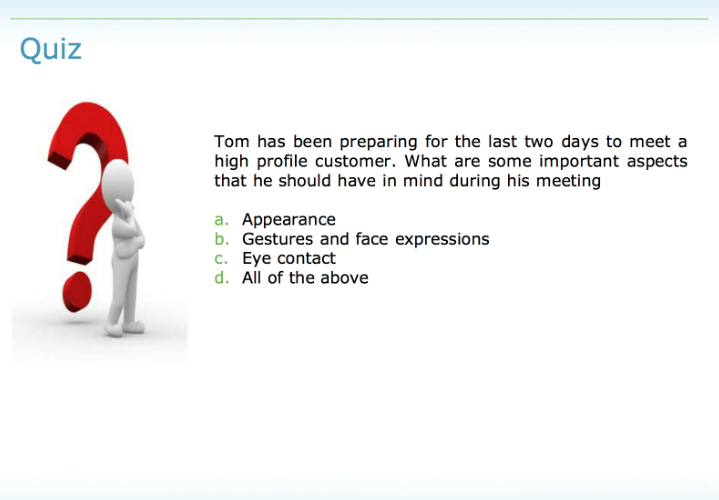 Quiz
Tom has been preparing for the last two days to meet a
high profile customer. What are some important aspects
that he should have in mind during his meeting
a. Appearance
b. Gestures and face expressions
c. Eye contact
d. All of the above